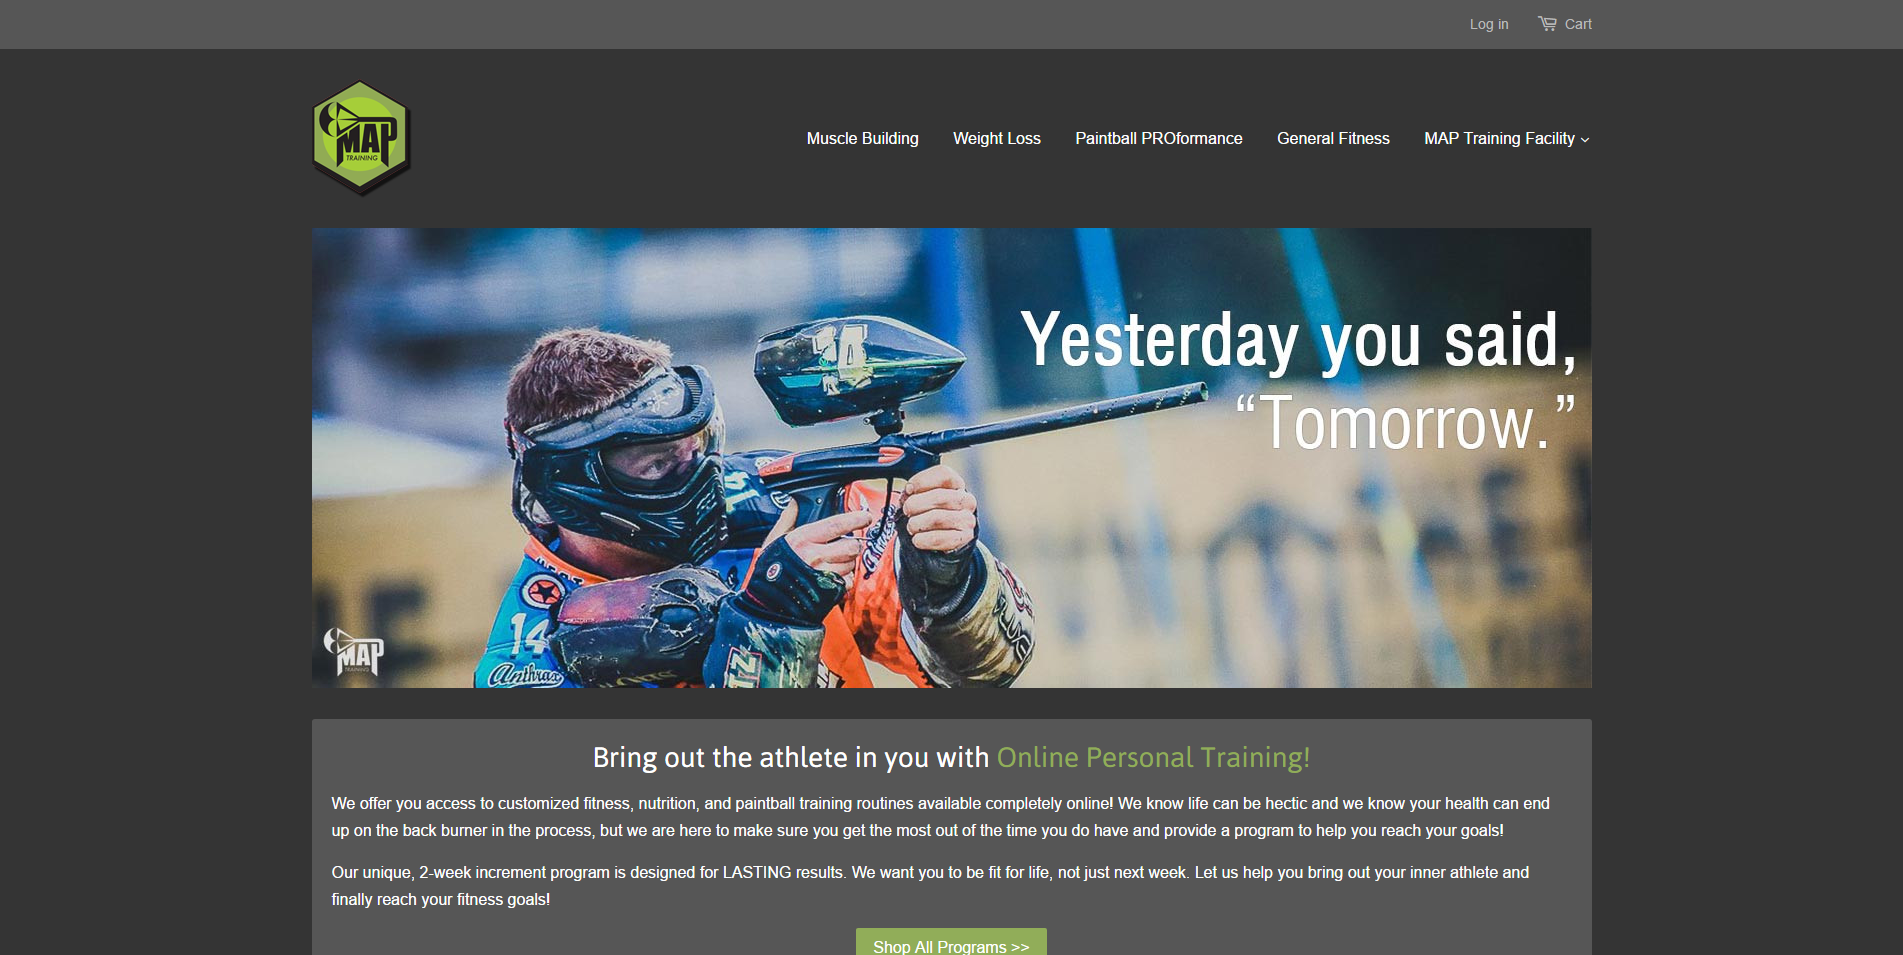 Log in
Cart
MAP
TRAINING
Muscle Building
Weight Loss
Paintball PROformance
General Fitness
MAP Training Facility
Yesterday you said,
“Tomorrow.”
14
14
Anthrax
MAP
TRAINING
Bring out the athlete in you with Online Personal Training!
We offer you access to customized fitness, nutrition, and paintball training routines available completely online! We know life can be hectic and we know your health can end
up on the back burner in the process, but we are here to make sure you get the most out of the time you do have and provide a program to help you reach your goals!
Our unique, 2-week increment program is designed for LASTING results. We want you to be fit for life, not just next week. Let us help you bring out your inner athlete and
finally reach your fitness goals!
Shop All Programs >>